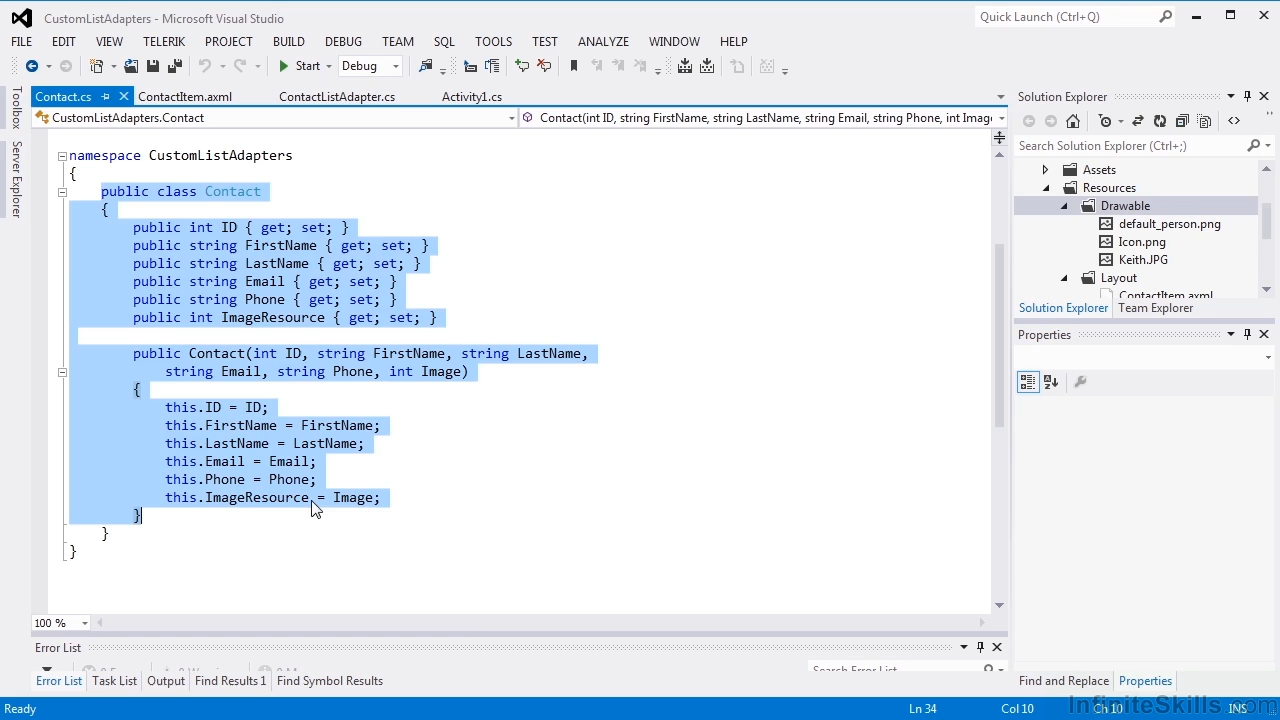 CustomListAdapters - Microsoft Visual Studio
Quick Launch (Ctrl+Q)
FILE EDIT VIEW TELERIK PROJECT BUILD DEBUG TEAM SQL TOOLS TEST ANALYZE WINDOW HELP
Start Debug
Contact.cs ContactItem.axml ContactListAdapter.cs Activity1.cs
CustomListAdapters.Contact Contact(int ID, string FirstName, string LastName, string Email, string Phone, int Imag
Toolbox
Server Explorer
namespace CustomListAdapters
{
public class Contact
{
public int ID { get; set; }
public string FirstName { get; set; }
public string LastName { get; set; }
public string Email { get; set; }
public string Phone { get; set; }
public int ImageResource { get; set; }
public Contact(int ID, string FirstName, string LastName,
string Email, string Phone, int Image)
{
this.ID = ID;
this.FirstName = FirstName;
this.LastName = LastName;
this.Email = Email;
this.Phone = Phone;
this.ImageResource = Image;
}
}
}
100 %
Error List
Search Error List
Error List Task List Output Find Results 1 Find Symbol Results
Solution Explorer
Search Solution Explorer (Ctrl+;)
Assets
Resources
Drawable
default_person.png
Icon.png
Keith.JPG
Layout
ContactItem.axml
Solution Explorer Team Explorer
Properties
Find and Replace Properties
Ready Ln 34 Col 10 Ch 10 INS
InfiniteSkills.com